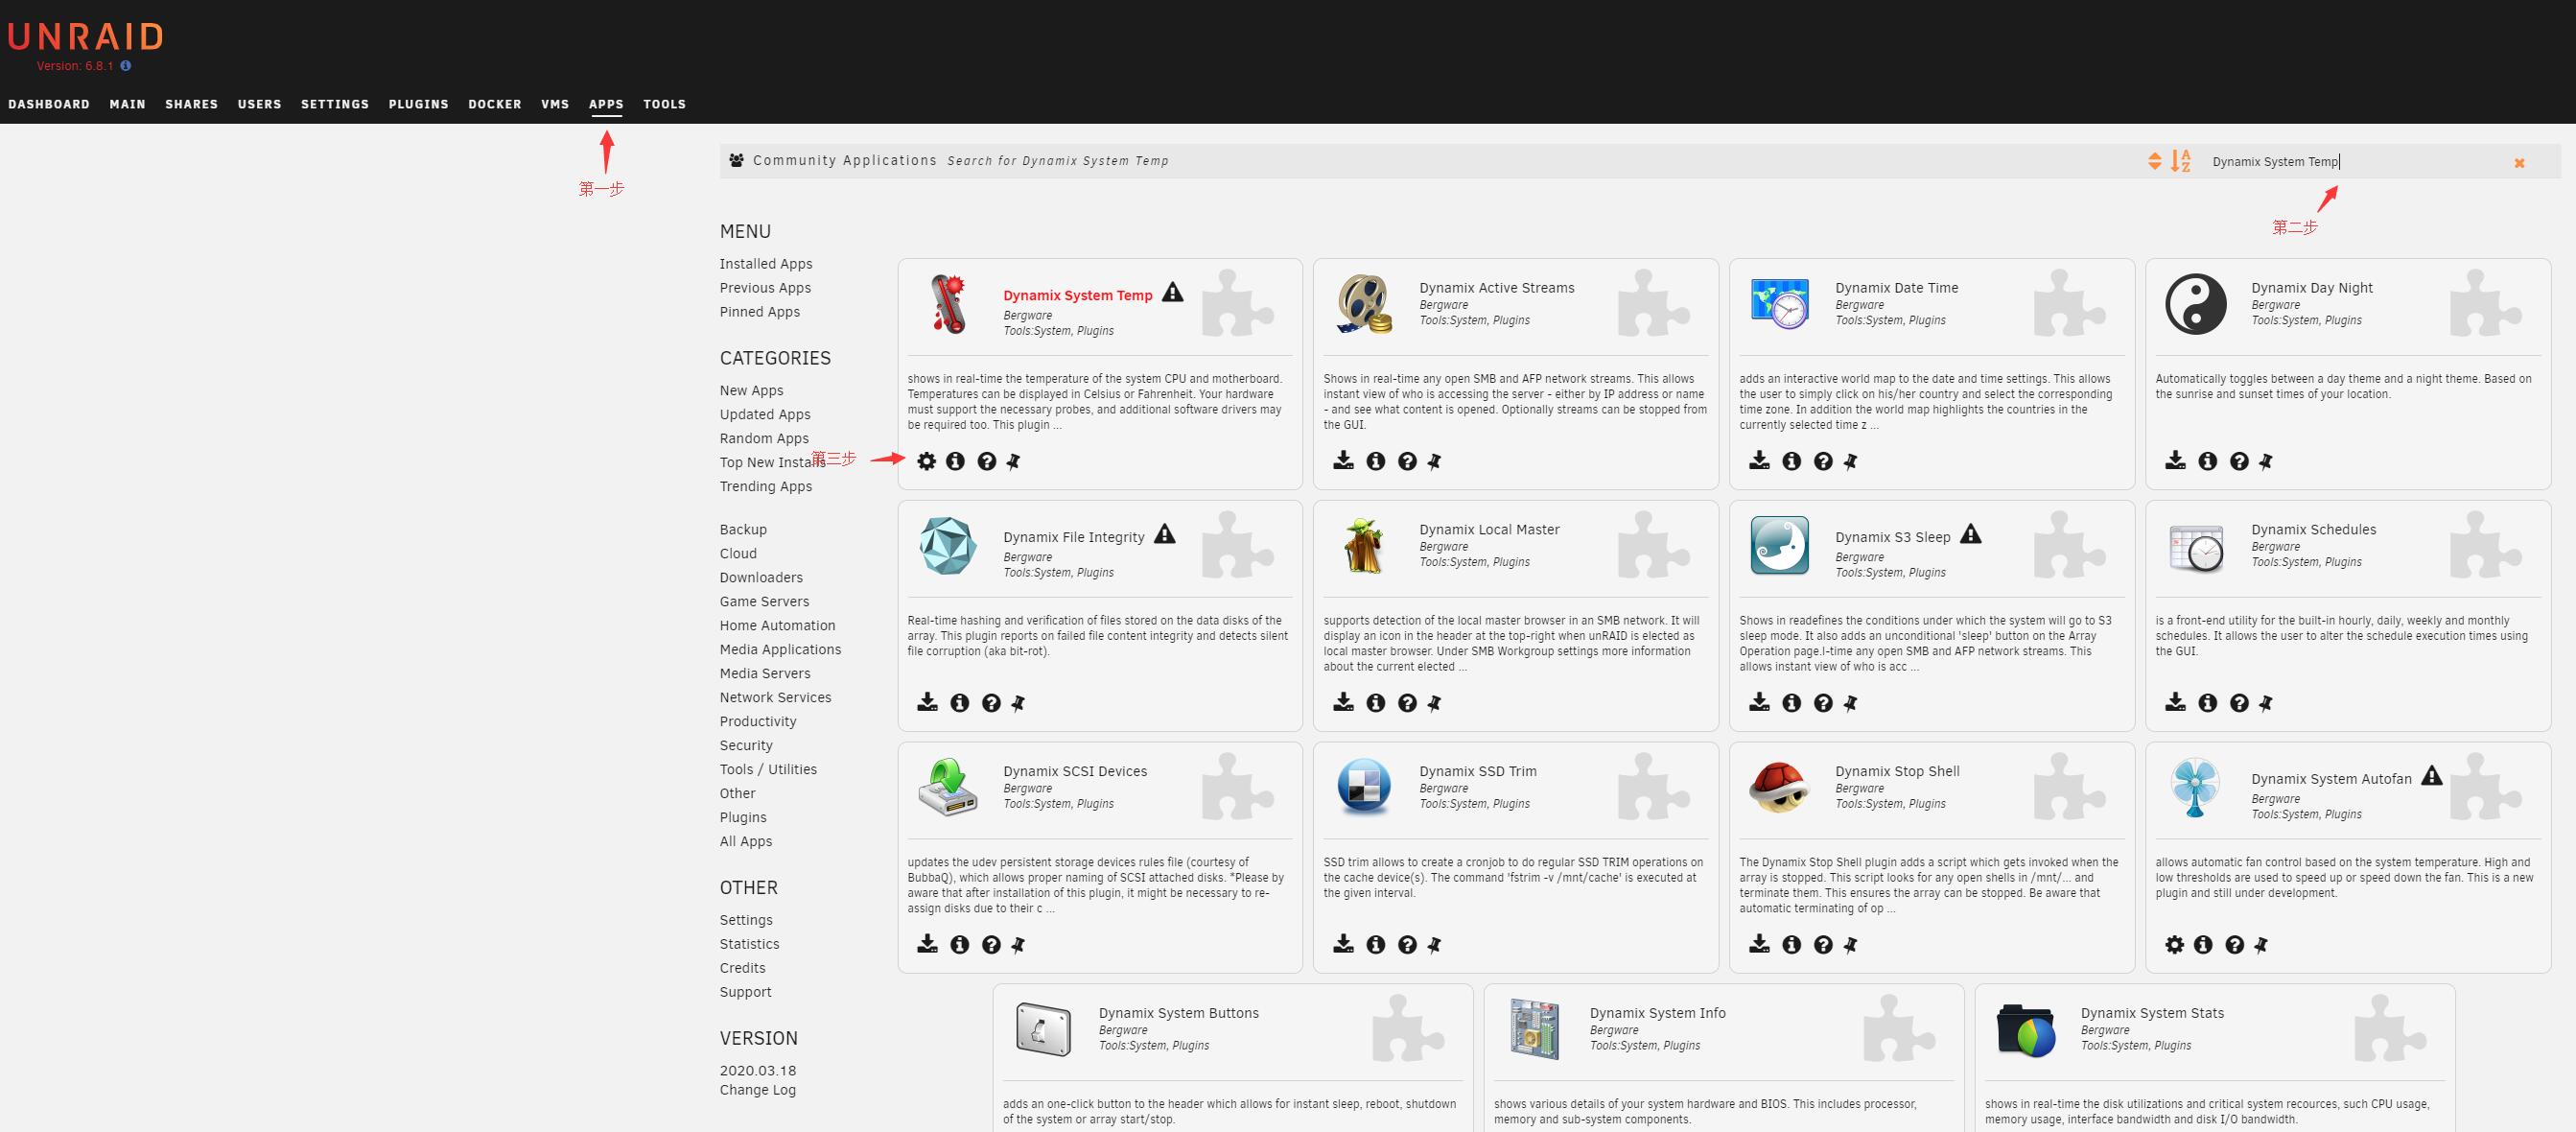 UNRAID
Version: 6.8.1
DASHBOARD MAIN SHARES USERS SETTINGS PLUGINS DOCKER VMS APPS TOOLS
第一步
Community Applications Search for Dynamix System Temp
A
Z
Dynamix System Temp
第二步
MENU
Installed Apps
Previous Apps
Pinned Apps
CATEGORIES
New Apps
Updated Apps
Random Apps
Top New Installs
第三步
Trending Apps
Backup
Cloud
Downloaders
Game Servers
Home Automation
Media Applications
Media Servers
Network Services
Productivity
Security
Tools / Utilities
Other
Plugins
All Apps
OTHER
Settings
Statistics
Credits
Support
VERSION
2020.03.18
Change Log
Dynamix System Temp
Bergware
Tools:System, Plugins
shows in real-time the temperature of the system CPU and motherboard.
Temperatures can be displayed in Celsius or Fahrenheit. Your hardware
must support the necessary probes, and additional software drivers may
be required too. This plugin ...
Dynamix Active Streams
Bergware
Tools:System, Plugins
Shows in real-time any open SMB and AFP network streams. This allows
instant view of who is accessing the server - either by IP address or name
- and see what content is opened. Optionally streams can be stopped from
the GUI.
Dynamix Date Time
Bergware
Tools:System, Plugins
adds an interactive world map to the date and time settings. This allows
the user to simply click on his/her country and select the corresponding
time zone. In addition the world map highlights the countries in the
currently selected time z ...
Dynamix Day Night
Bergware
Tools:System, Plugins
Automatically toggles between a day theme and a night theme. Based on
the sunrise and sunset times of your location.
Dynamix File Integrity
Bergware
Tools:System, Plugins
Real-time hashing and verification of files stored on the data disks of the
array. This plugin reports on failed file content integrity and detects silent
file corruption (aka bit-rot).
Dynamix Local Master
Bergware
Tools:System, Plugins
supports detection of the local master browser in an SMB network. It will
display an icon in the header at the top-right when unRAID is elected as
local master browser. Under SMB Workgroup settings more information
about the current elected ...
Dynamix S3 Sleep
Bergware
Tools:System, Plugins
Shows in readefines the conditions under which the system will go to S3
sleep mode. It also adds an unconditional 'sleep' button on the Array
Operation page.l-time any open SMB and AFP network streams. This
allows instant view of who is acc ...
Dynamix Schedules
Bergware
Tools:System, Plugins
is a front-end utility for the built-in hourly, daily, weekly and monthly
schedules. It allows the user to alter the schedule execution times using
the GUI.
Dynamix SCSI Devices
Bergware
Tools:System, Plugins
updates the udev persistent storage devices rules file (courtesy of
BubbaQ), which allows proper naming of SCSI attached disks. *Please by
aware that after installation of this plugin, it might be necessary to re-
assign disks due to their c ...
Dynamix SSD Trim
Bergware
Tools:System, Plugins
SSD trim allows to create a cronjob to do regular SSD TRIM operations on
the cache device(s). The command 'fstrim -v /mnt/cache' is executed at
the given interval.
Dynamix Stop Shell
Bergware
Tools:System, Plugins
The Dynamix Stop Shell plugin adds a script which gets invoked when the
array is stopped. This script looks for any open shells in /mnt/... and
terminate them. This ensures the array can be stopped. Be aware that
automatic terminating of op ...
Dynamix System Autofan
Bergware
Tools:System, Plugins
allows automatic fan control based on the system temperature. High and
low thresholds are used to speed up or speed down the fan. This is a new
plugin and still under development.
Dynamix System Buttons
Bergware
Tools:System, Plugins
adds an one-click button to the header which allows for instant sleep, reboot, shutdown
of the system or array start/stop.
Dynamix System Info
Bergware
Tools:System, Plugins
shows various details of your system hardware and BIOS. This includes processor,
memory and sub-system components.
Dynamix System Stats
Bergware
Tools:System, Plugins
shows in real-time the disk utilizations and critical system recources, such CPU usage,
memory usage, interface bandwidth and disk I/O bandwidth.